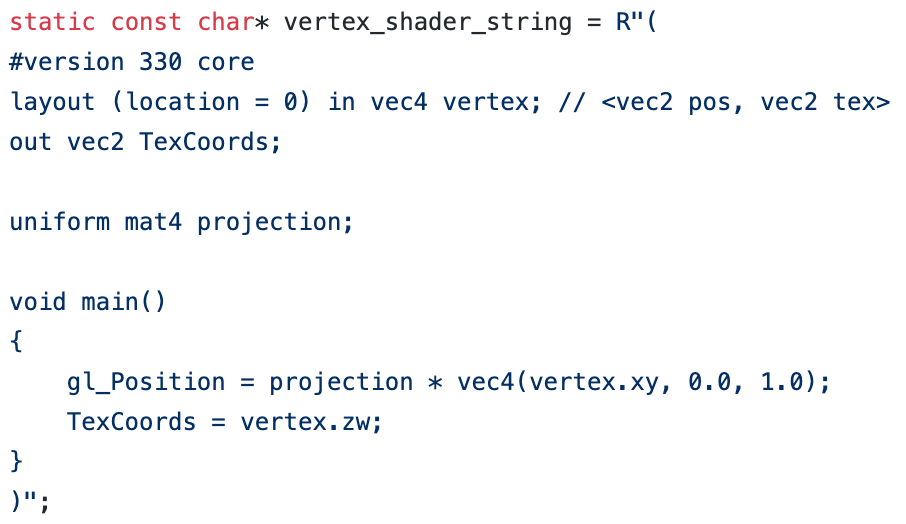 static const char* vertex_shader_string = R"(
#version 330 core
layout (location = 0) in vec4 vertex; // <vec2 pos, vec2 tex>
out vec2 TexCoords;

uniform mat4 projection;

void main()
{
    gl_Position = projection * vec4(vertex.xy, 0.0, 1.0);
    TexCoords = vertex.zw;
}
)";